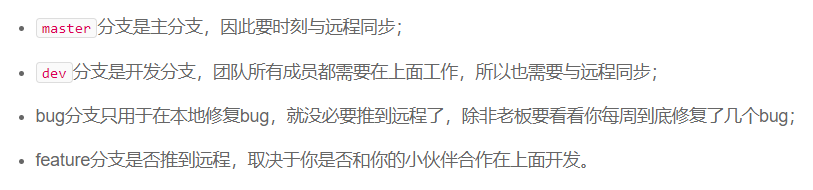 master分支是主分支，因此要时刻与远程同步；
dev分支是开发分支，团队所有成员都需要在上面工作，所以也需要与远程同步；
bug分支只用于在本地修复bug，就没必要推到远程了，除非老板要看看你每周到底修复了几个bug；
feature分支是否推到远程，取决于你是否和你的小伙伴合作在上面开发。